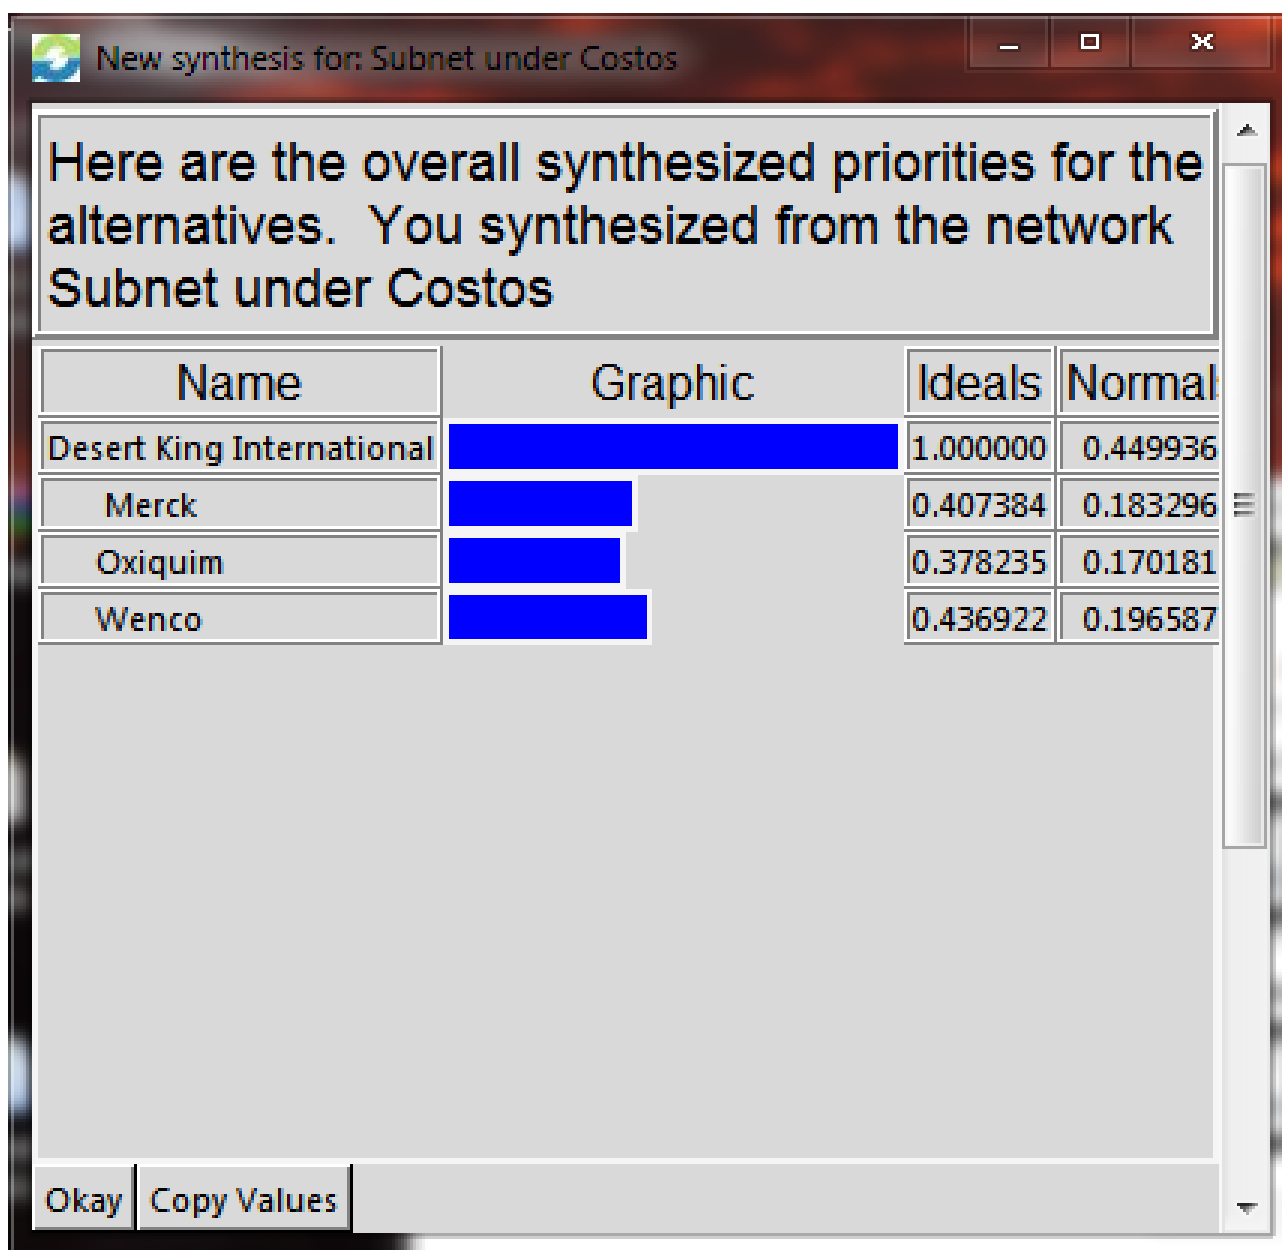 New synthesis for: Subnet under Costos
Here are the overall synthesized priorities for the
alternatives.  You synthesized from the network
Subnet under Costos
Name Graphic Ideals Normal
Desert King International 1.000000 0.449936
Merck 0.407384 0.183296
Oxiquim 0.378235 0.170181
Wenco 0.436922 0.196587
Okay Copy Values